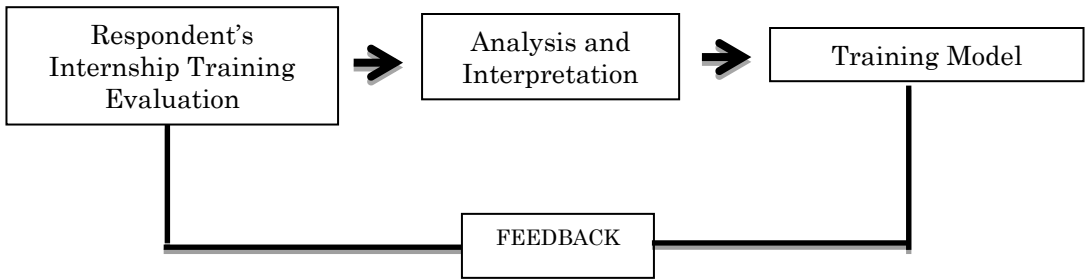 Respondent’s
Internship Training
Evaluation
Analysis and
Interpretation
Training Model
FEEDBACK